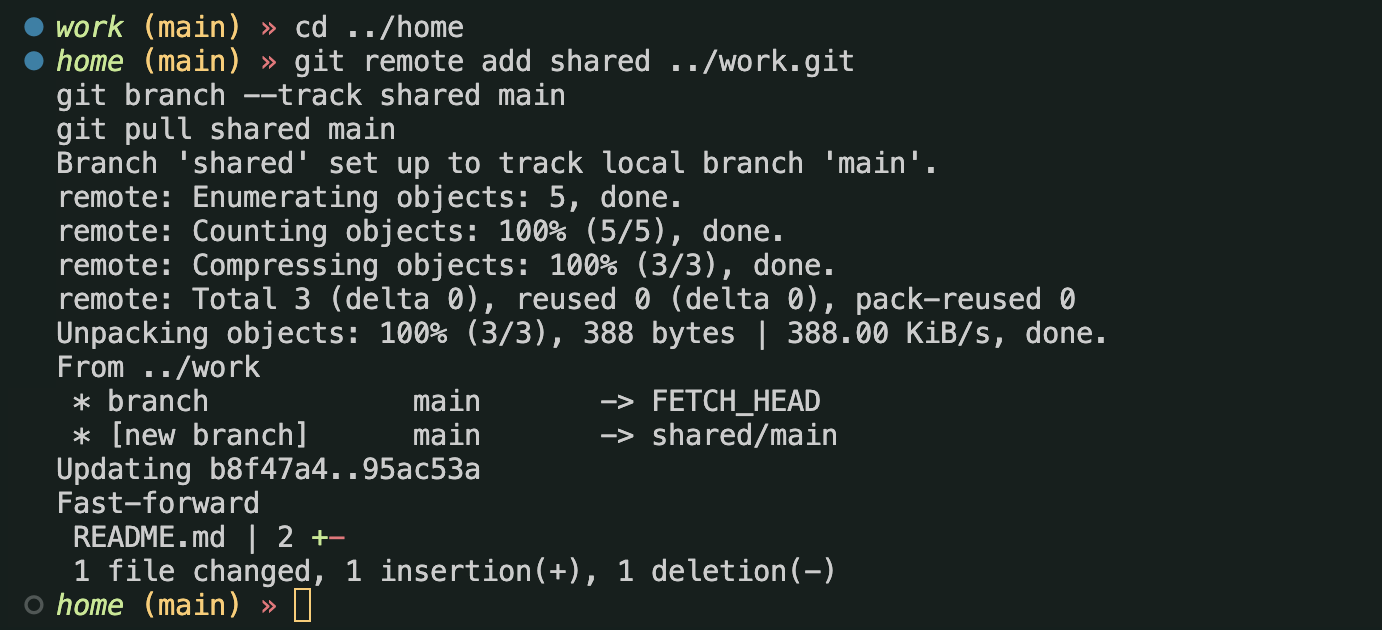 work (main) » cd ../home
home (main) » git remote add shared ../work.git
git branch --track shared main
git pull shared main
Branch 'shared' set up to track local branch 'main'.
remote: Enumerating objects: 5, done.
remote: Counting objects: 100% (5/5), done.
remote: Compressing objects: 100% (3/3), done.
remote: Total 3 (delta 0), reused 0 (delta 0), pack-reused 0
Unpacking objects: 100% (3/3), 388 bytes | 388.00 KiB/s, done.
From ../work
 * branch            main       -> FETCH_HEAD
 * [new branch]      main       -> shared/main
Updating b8f47a4..95ac53a
Fast-forward
 README.md | 2 +-
 1 file changed, 1 insertion(+), 1 deletion(-)
home (main) »